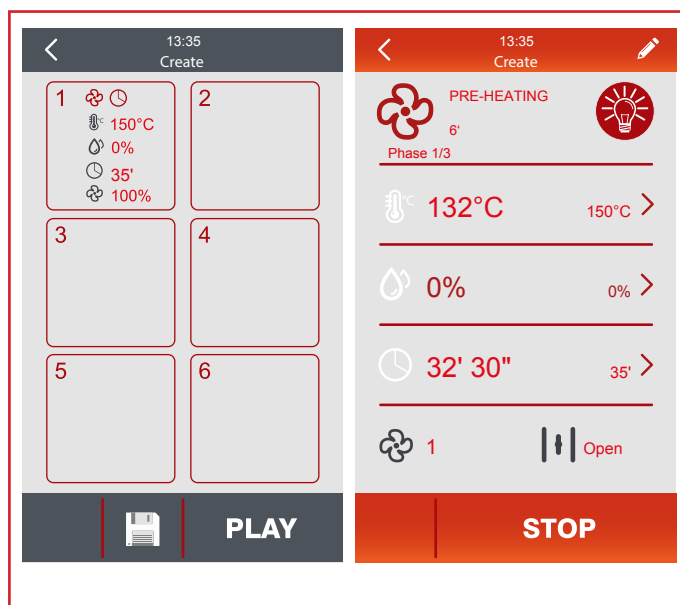 13:35
Create
1
°C 150°C
0%
35'
100%
2
3
4
5
6
PLAY
13:35
Create
PRE-HEATING
6'
Phase 1/3
°C 132°C 150°C
0% 0%
32' 30" 35'
1 Open
STOP